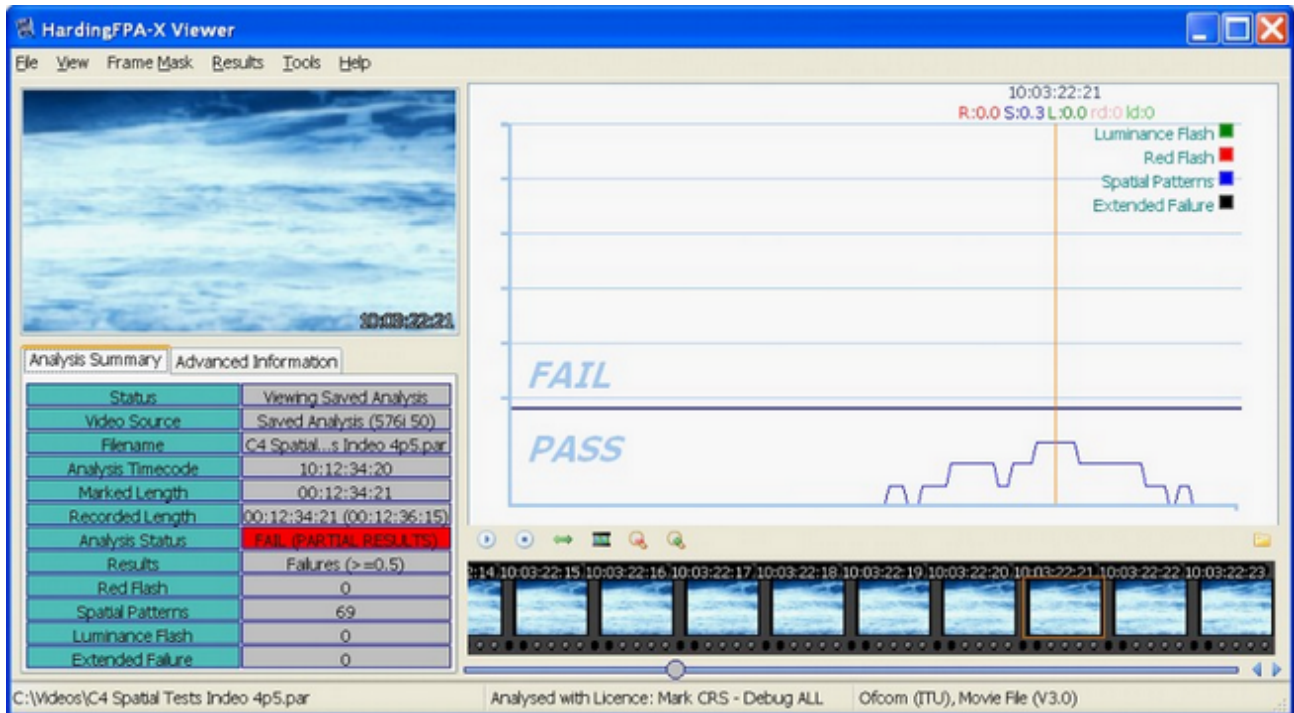 HardingFPA-X Viewer
File View Frame Mask Results Tools Help
10:03:22:21
10:03:22:21
R:0.0 S:0.3 L:0.0 rd:0 ld:0
Luminance Flash
Red Flash
Spatial Patterns
Extended Failure
FAIL
PASS
Analysis Summary Advanced Information
Status Viewing Saved Analysis
Video Source Saved Analysis (576i 50)
Filename C4 Spatial...s Indeo 4p5.par
Analysis Timecode 10:12:34:20
Marked Length 00:12:34:21
Recorded Length 00:12:34:21 (00:12:36:15)
Analysis Status FAIL (PARTIAL RESULTS)
Results Failures (>=0.5)
Red Flash 0
Spatial Patterns 69
Luminance Flash 0
Extended Failure 0
2:14 10:03:22:15 10:03:22:16 10:03:22:17 10:03:22:18 10:03:22:19 10:03:22:20 10:03:22:21 10:03:22:22 10:03:22:23
C:\Videos\C4 Spatial Tests Indeo 4p5.par Analysed with Licence: Mark CRS - Debug ALL Ofcom (ITU), Movie File (V3.0)